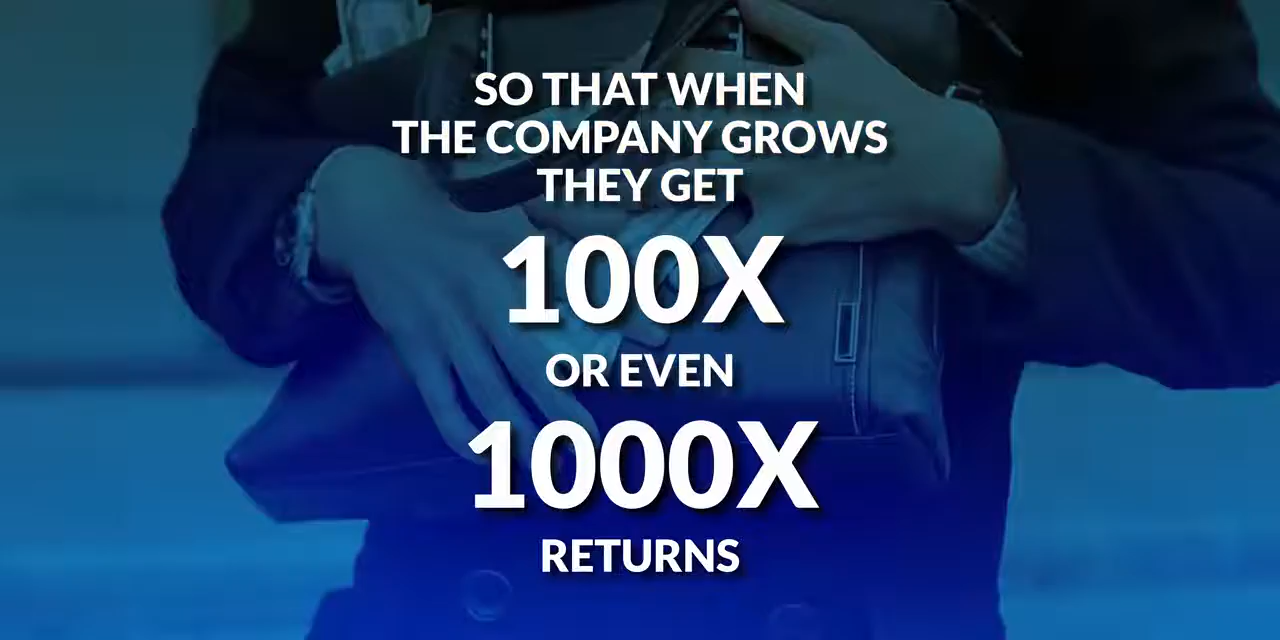 SO THAT WHEN
THE COMPANY GROWS
THEY GET
100X
OR EVEN
1000X
RETURNS